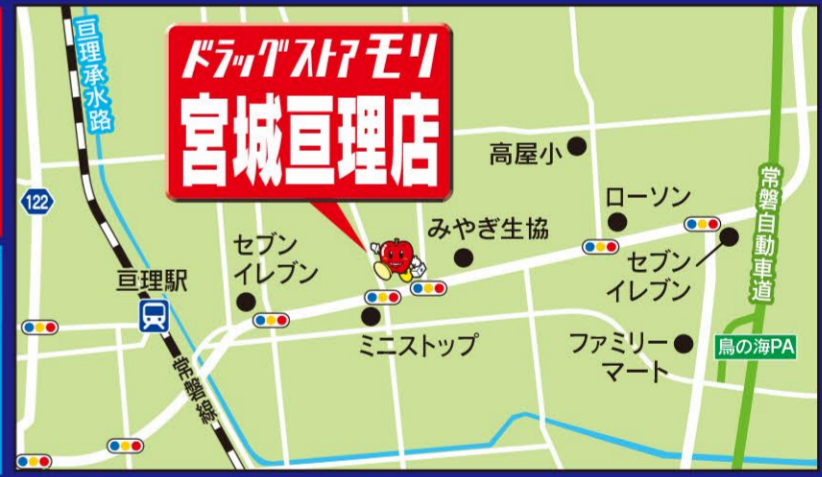 亘理承水路
ドラッグストアモリ
宮城亘理店
高屋小
122
ローソン
常磐自動車道
みやぎ生協
セブン
イレブン
セブン
イレブン
亘理駅
ミニストップ
ファミリー
マート
鳥の海PA
常磐線